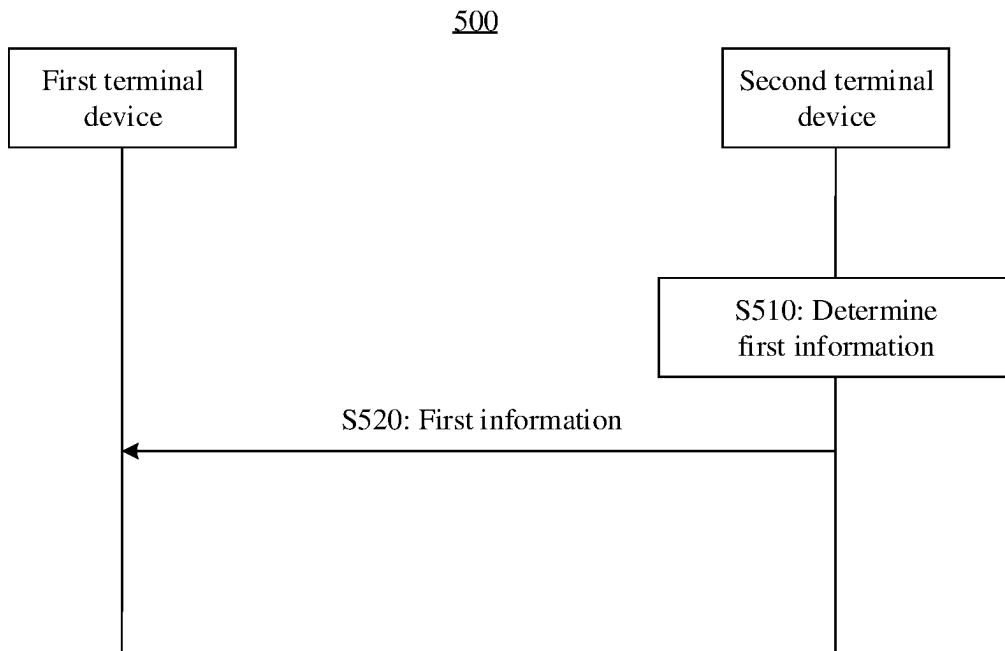 500
First terminal
device
Second terminal
device
S510: Determine
first information
S520: First information